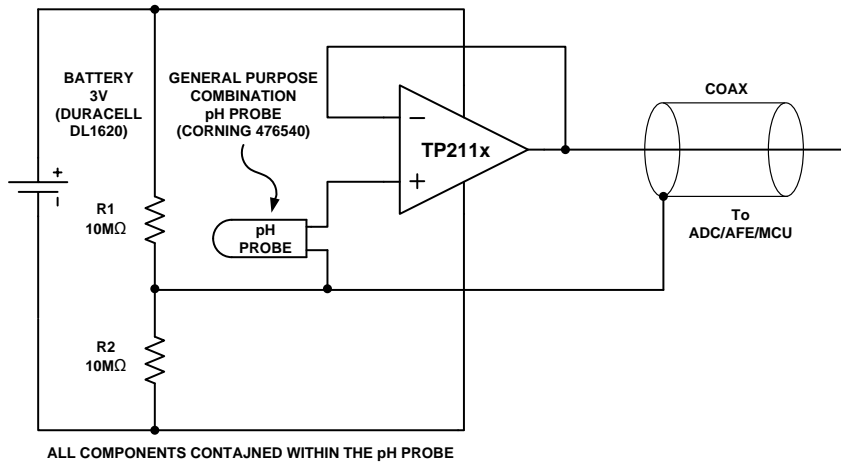 BATTERY
3V
(DURACELL
DL1620)
GENERAL PURPOSE
COMBINATION
pH PROBE
(CORNING 476540)
+
−
R1
10MΩ
R2
10MΩ
pH
PROBE
−
TP211x
+
COAX
To
ADC/AFE/MCU
ALL COMPONENTS CONTAJNED WITHIN THE pH PROBE